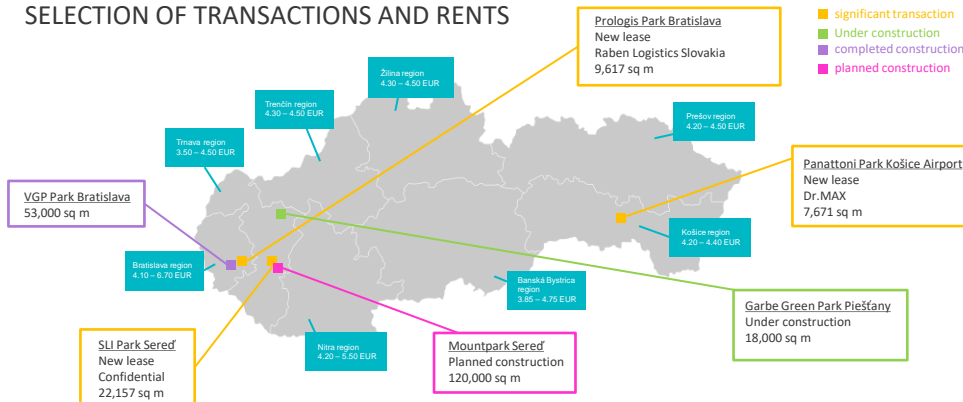 SELECTION OF TRANSACTIONS AND RENTS
significant transaction
Under construction
completed construction
planned construction
Prologis Park Bratislava
New lease
Raben Logistics Slovakia
9,617 sq m
Žilina region
4.30 – 4.50 EUR
Trenčín region
4.30 – 4.50 EUR
Prešov region
4.20 – 4.50 EUR
Trnava region
3.50 – 4.50 EUR
Panattoni Park Košice Airport
New lease
Dr.MAX
7,671 sq m
VGP Park Bratislava
53,000 sq m
Košice region
4.20 – 4.40 EUR
Bratislava region
4.10 – 6.70 EUR
Banská Bystrica
region
3.85 – 4.75 EUR
Garbe Green Park Piešťany
Under construction
18,000 sq m
SLI Park Sereď
New lease
Confidential
22,157 sq m
Nitra region
4.20 – 5.50 EUR
Mountpark Sereď
Planned construction
120,000 sq m